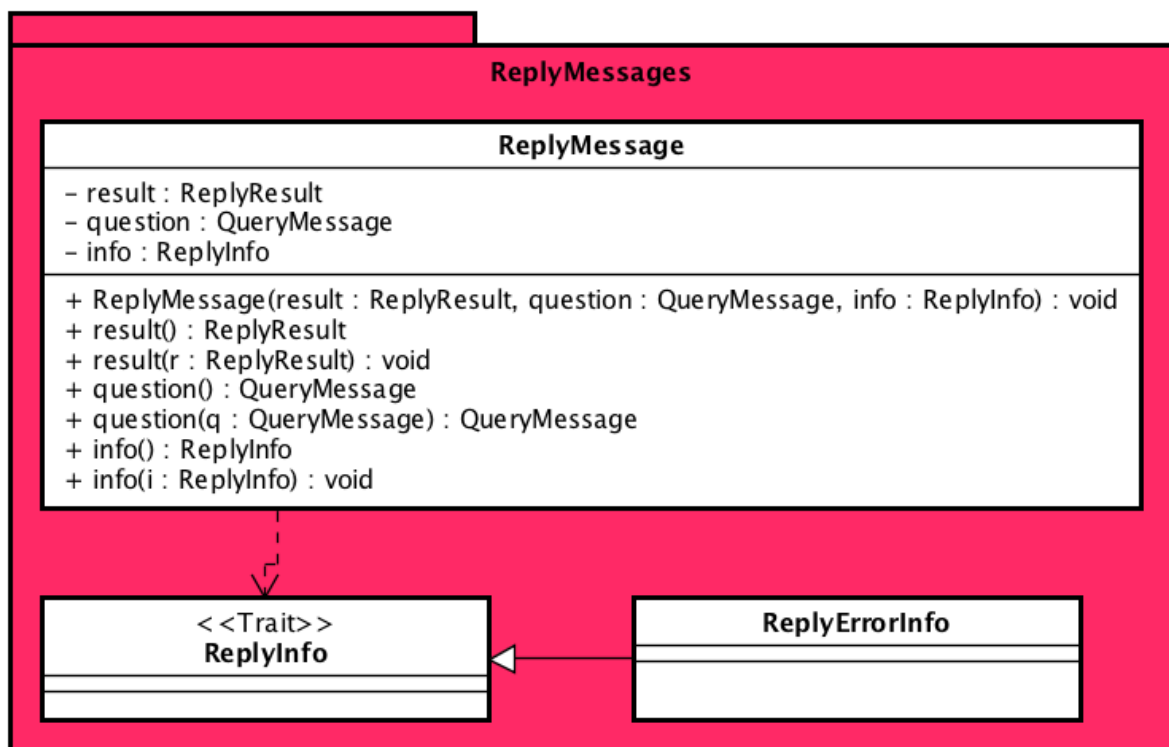 ReplyMessages
ReplyMessage
– result : ReplyResult
– question : QueryMessage
– info : ReplyInfo
+ ReplyMessage(result : ReplyResult, question : QueryMessage, info : ReplyInfo) : void
+ result() : ReplyResult
+ result(r : ReplyResult) : void
+ question() : QueryMessage
+ question(q : QueryMessage) : QueryMessage
+ info() : ReplyInfo
+ info(i : ReplyInfo) : void
<<Trait>>
ReplyInfo
ReplyErrorInfo